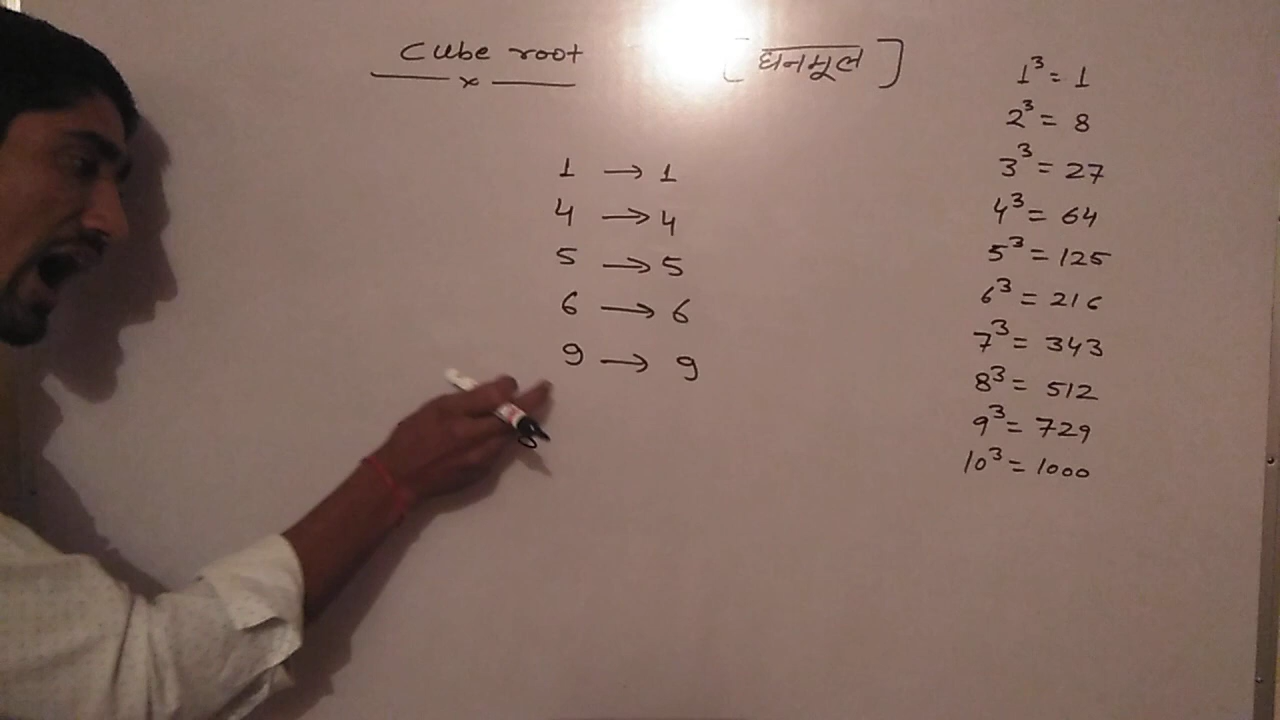 Cube root [घनमूल]
x
1 → 1
4 → 4
5 → 5
6 → 6
9 → 9
1³ = 1
2³ = 8
3³ = 27
4³ = 64
5³ = 125
6³ = 216
7³ = 343
8³ = 512
9³ = 729
10³ = 1000